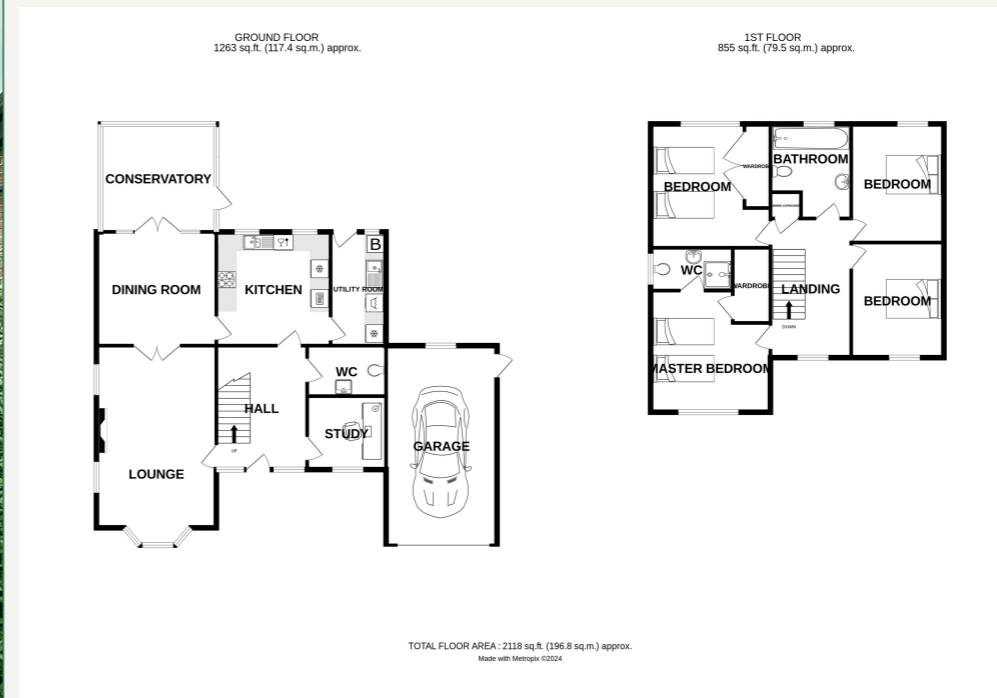 GROUND FLOOR
1263 sq.ft. (117.4 sq.m.) approx.
1ST FLOOR
855 sq.ft. (79.5 sq.m.) approx.
CONSERVATORY
DINING ROOM
KITCHEN
B
UTILITY ROOM
WC
HALL
UP
STUDY
LOUNGE
GARAGE
BEDROOM
WARDROBE
BATHROOM
BEDROOM
WC
WARDROBE
LANDING
DOWN
BEDROOM
MASTER BEDROOM
TOTAL FLOOR AREA : 2118 sq.ft. (196.8 sq.m.) approx.
Made with Metropix ©2024